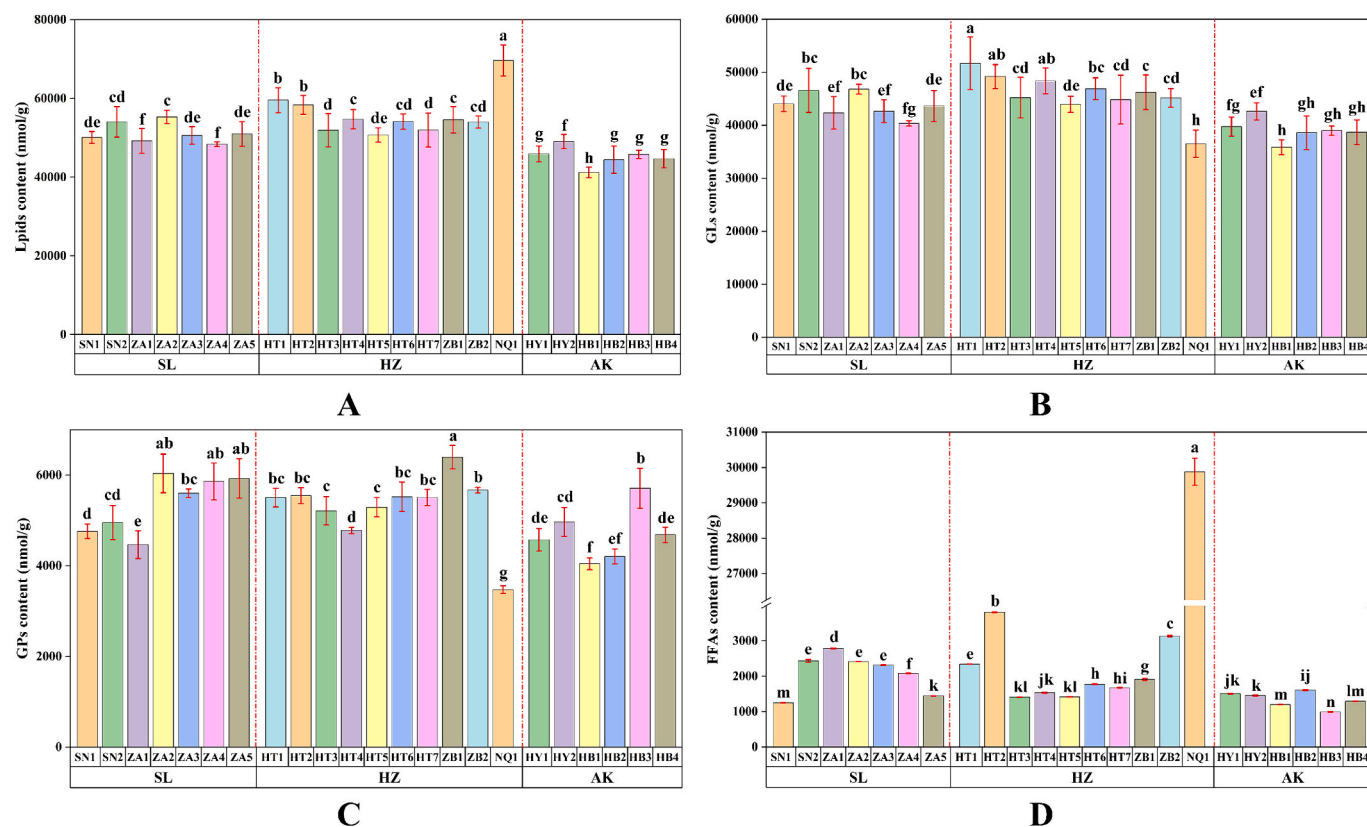 80000
60000
40000
20000
0
Lpids content (nmol/g)
de cd f c de f de b b d c de c d c cd a g f h g g g
SN1 SN2 ZA1 ZA2 ZA3 ZA4 ZA5 HT1 HT2 HT3 HT4 HT5 HT6 HT7 ZB1 ZB2 NQ1 HY1 HY2 HB1 HB2 HB3 HB4
SL HZ AK
A
60000
50000
40000
30000
20000
10000
0
GLs content (nmol/g)
de bc ef bc ef fg de a ab cd ab de bc cd bc cd h fg ef h gh gh gh
SN1 SN2 ZA1 ZA2 ZA3 ZA4 ZA5 HT1 HT2 HT3 HT4 HT5 HT6 HT7 ZB1 ZB2 NQ1 HY1 HY2 HB1 HB2 HB3 HB4
SL HZ AK
B
6000
4000
2000
0
GPs content (nmol/g)
d cd e ab bc ab ab bc bc c d c bc bc a b g de cd f ef b de
SN1 SN2 ZA1 ZA2 ZA3 ZA4 ZA5 HT1 HT2 HT3 HT4 HT5 HT6 HT7 ZB1 ZB2 NQ1 HY1 HY2 HB1 HB2 HB3 HB4
SL HZ AK
C
31000
30000
29000
28000
27000
26000
3000
2000
1000
0
FFAs content (nmol/g)
m e d e e f k e b kl jk kl h hi g c a jk k m ij n lm
SN1 SN2 ZA1 ZA2 ZA3 ZA4 ZA5 HT1 HT2 HT3 HT4 HT5 HT6 HT7 ZB1 ZB2 NQ1 HY1 HY2 HB1 HB2 HB3 HB4
SL HZ AK
D